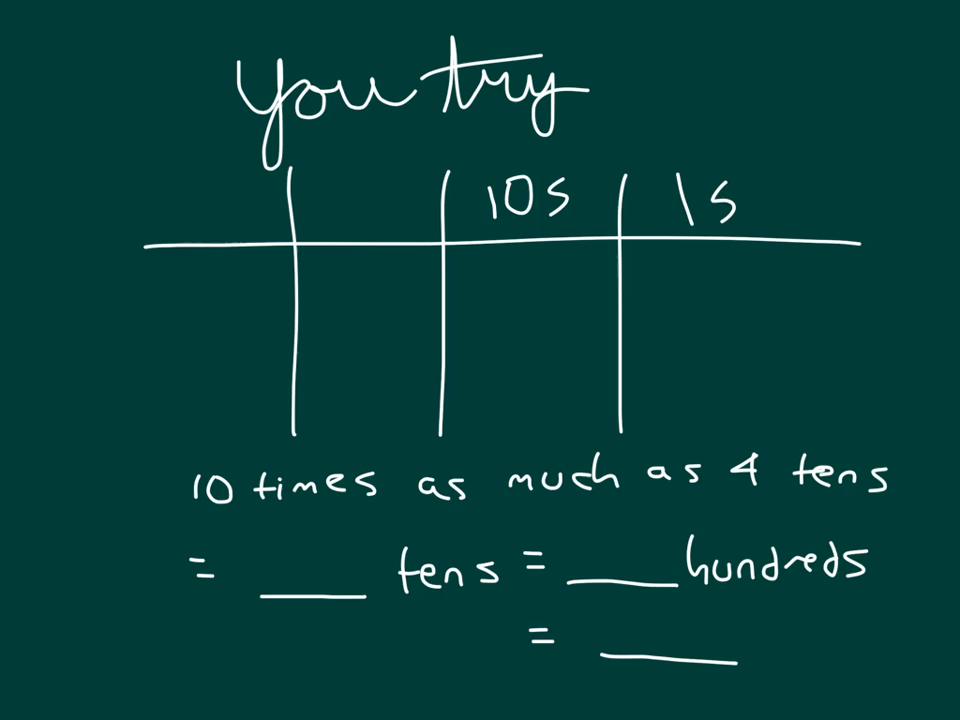 you try
10s 1s
10 times as much as 4 tens
= ____ tens = ____ hundreds
= ____